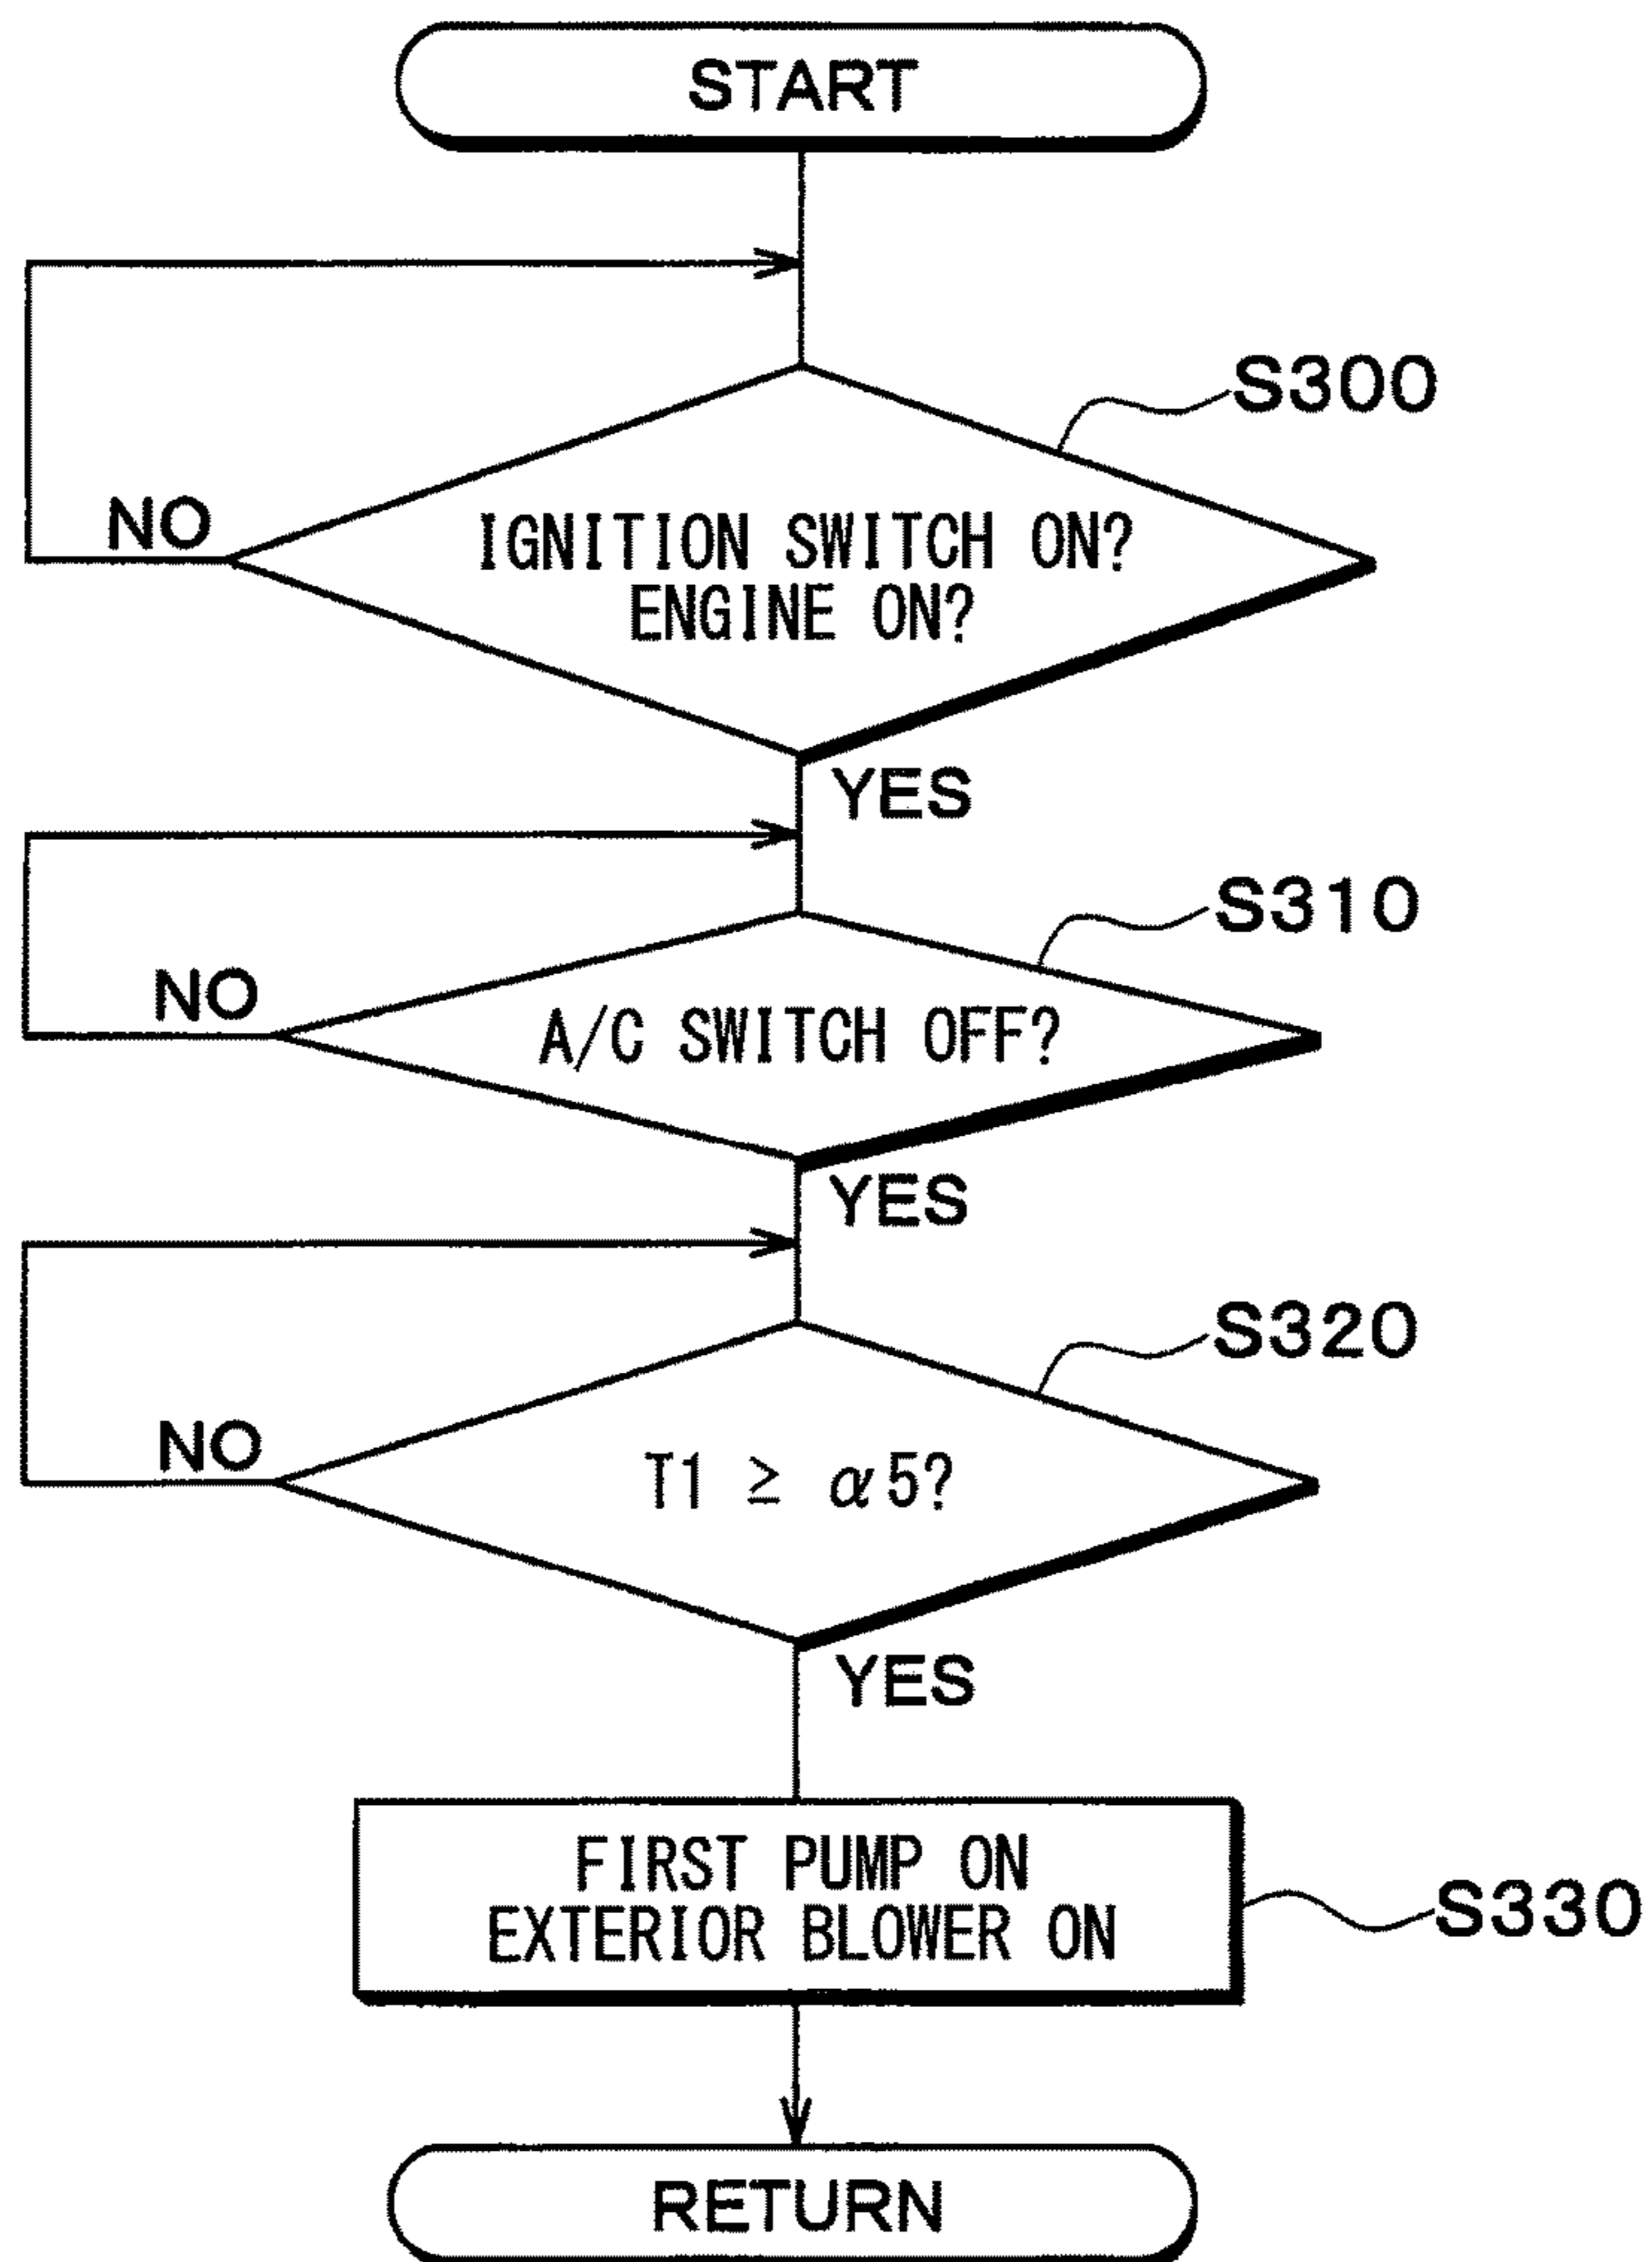 START
S300
NO
IGNITION SWITCH ON?
ENGINE ON?
YES
S310
NO
A/C SWITCH OFF?
YES
S320
NO
T1 ≥ α5?
YES
FIRST PUMP ON
EXTERIOR BLOWER ON
S330
RETURN